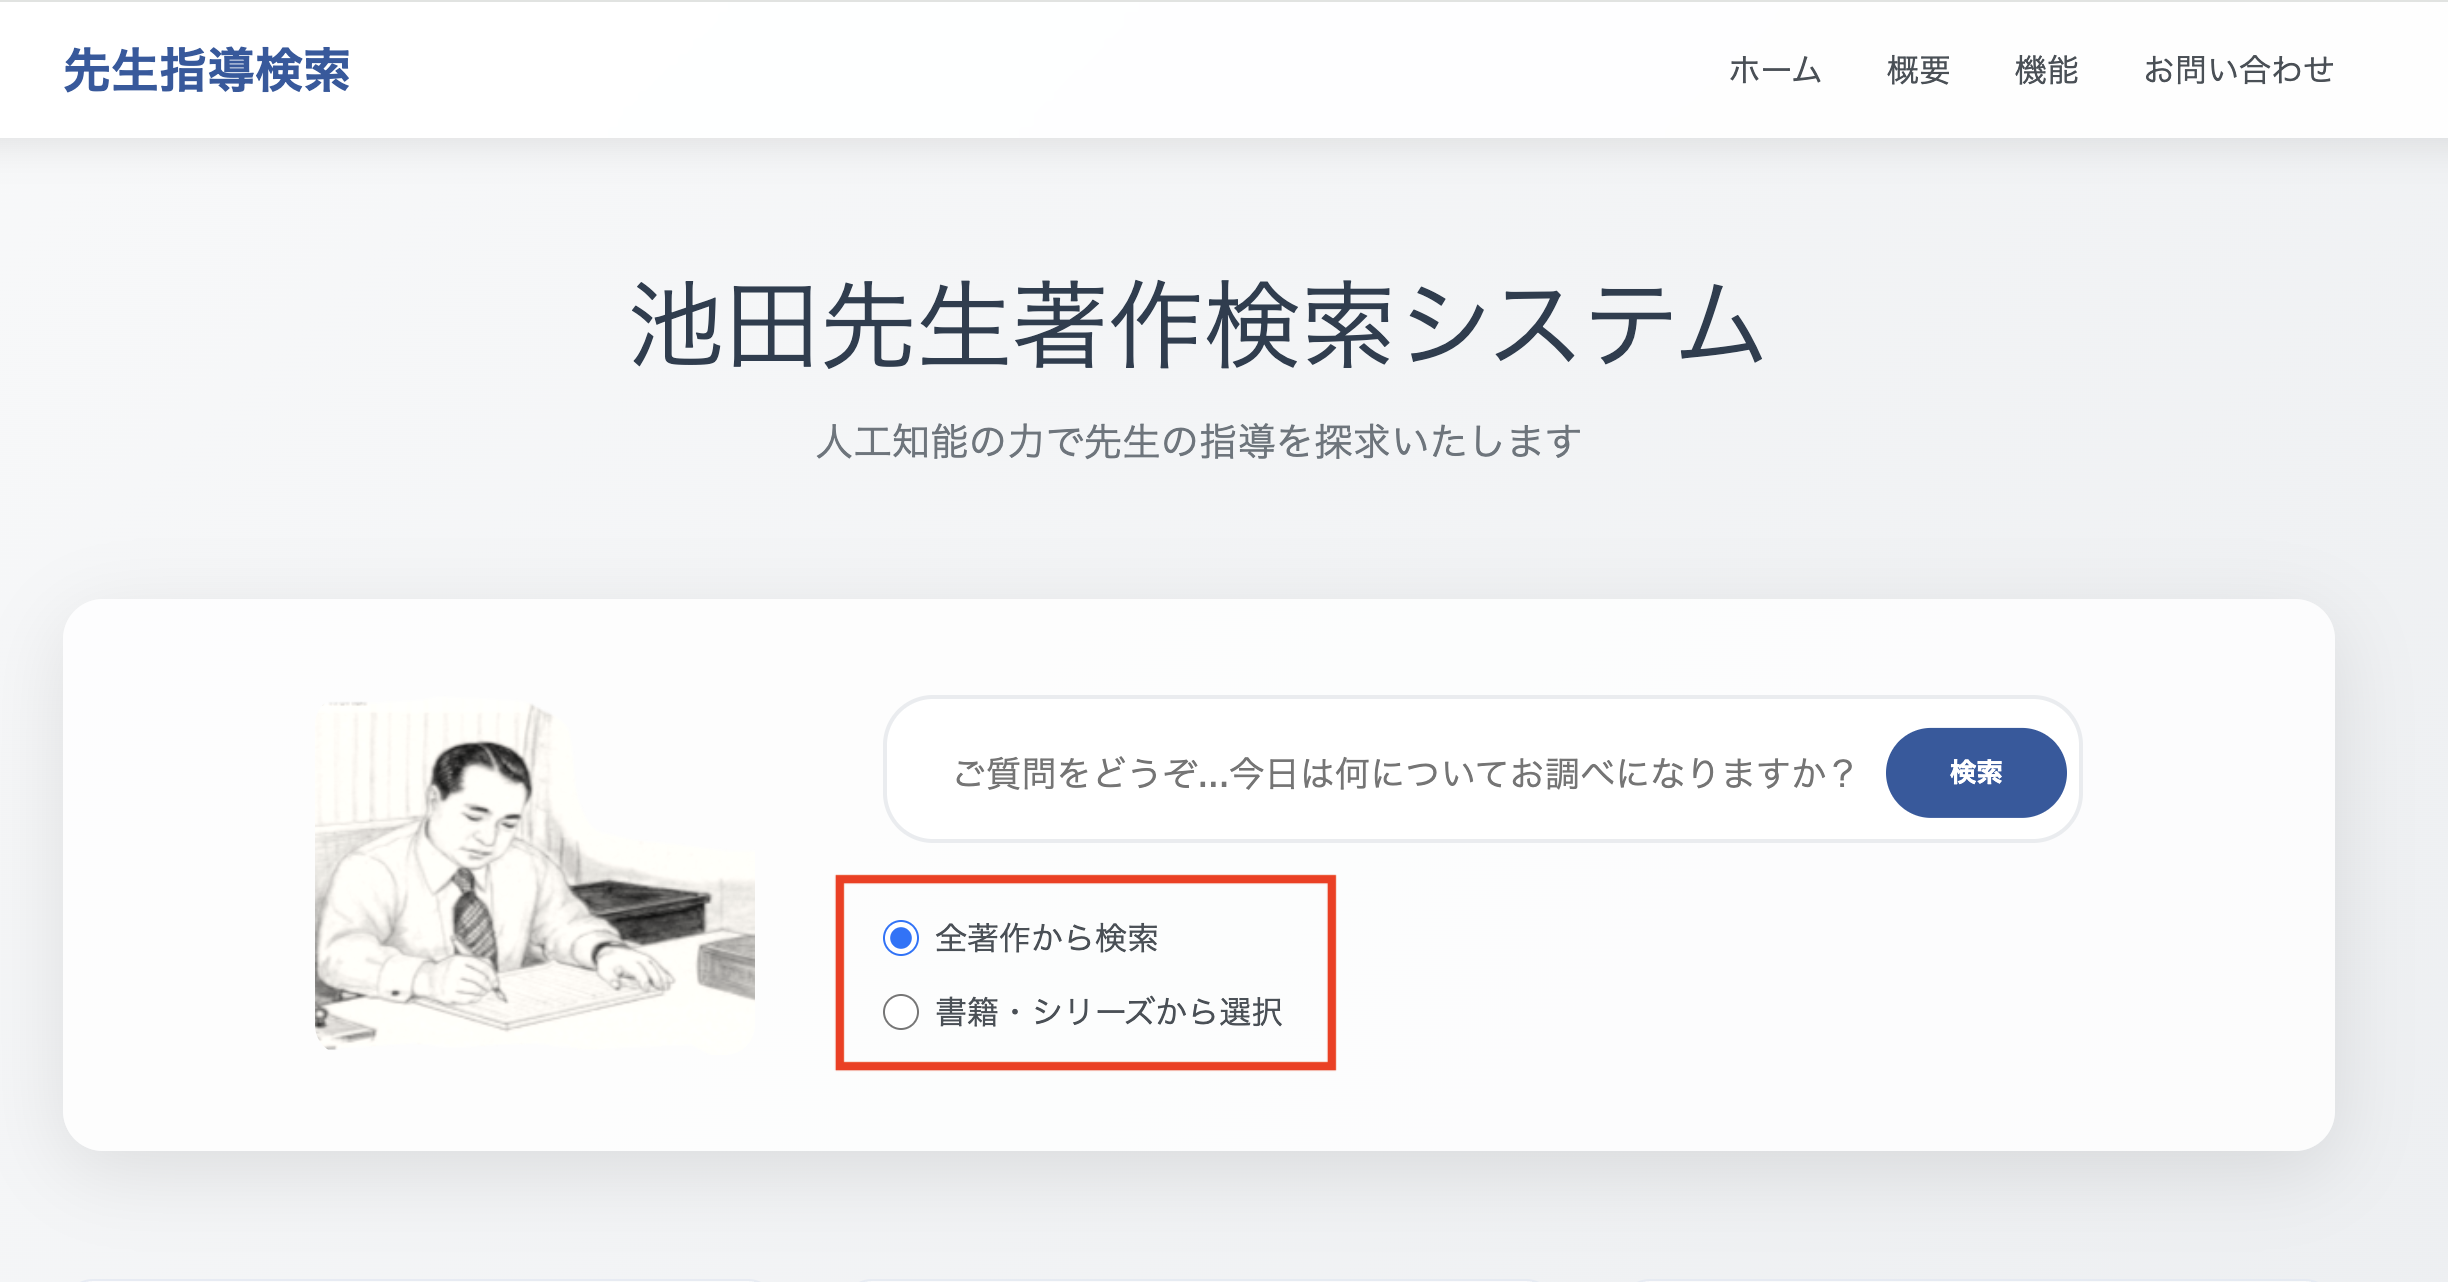 先生指導検索
ホーム 概要 機能 お問い合わせ
池田先生著作検索システム
人工知能の力で先生の指導を探求いたします
ご質問をどうぞ...今日は何についてお調べになりますか？ 検索
全著作から検索
書籍・シリーズから選択